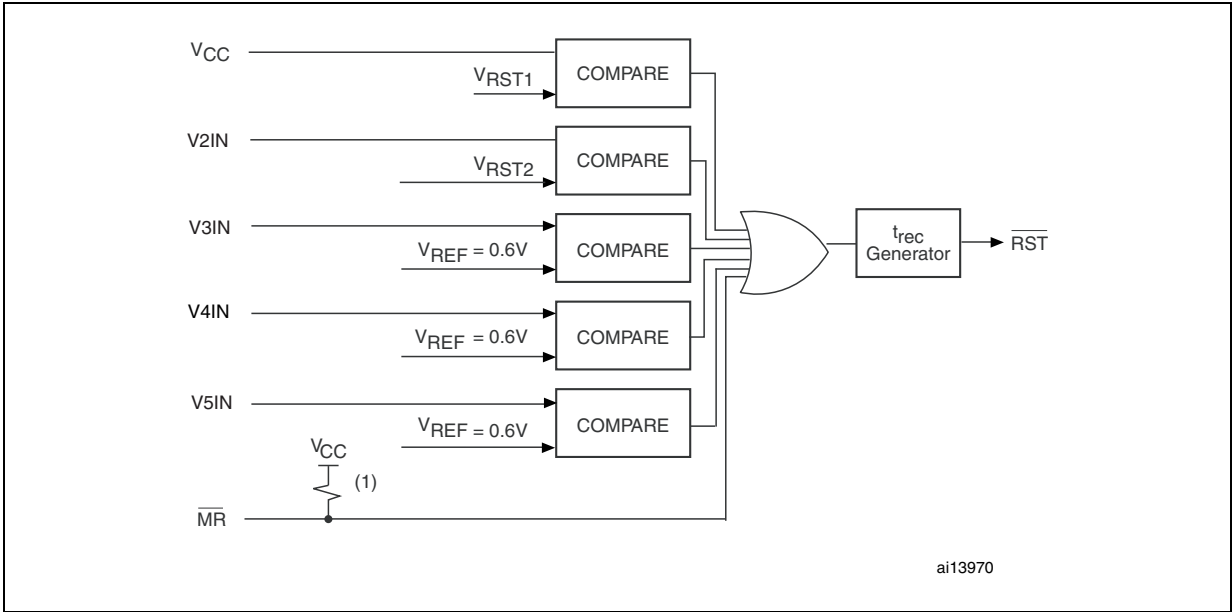 VCC
VRST1
COMPARE
V2IN
VRST2
COMPARE
V3IN
VREF = 0.6V
COMPARE
V4IN
VREF = 0.6V
COMPARE
V5IN
VREF = 0.6V
COMPARE
VCC
(1)
MR
trec
Generator
RST
ai13970